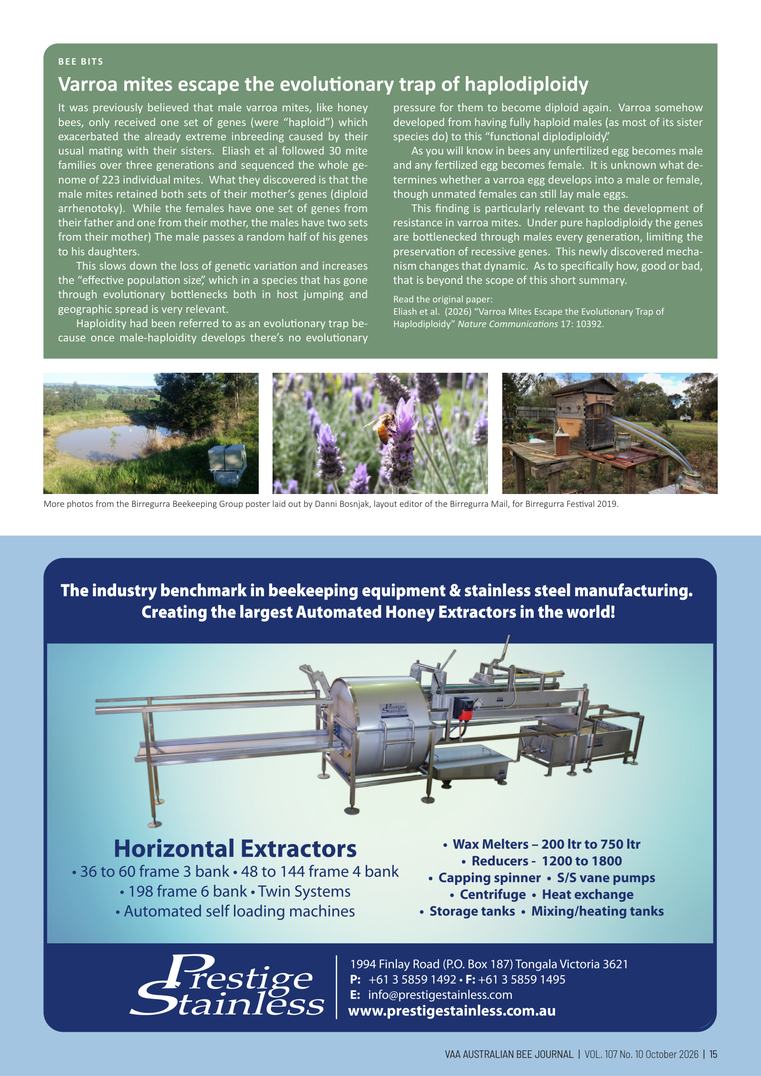 BEE BITS
Varroa mites escape the evolutionary trap of haplodiploidy
It was previously believed that male varroa mites, like honey
bees, only received one set of genes (were “haploid”) which
exacerbated the already extreme inbreeding caused by their
usual mating with their sisters. Eliash et al followed 30 mite
families over three generations and sequenced the whole ge-
nome of 223 individual mites. What they discovered is that the
male mites retained both sets of their mother’s genes (diploid
arrhenotoky). While the females have one set of genes from
their father and one from their mother, the males have two sets
from their mother) The male passes a random half of his genes
to his daughters.
This slows down the loss of genetic variation and increases
the “effective population size”, which in a species that has gone
through evolutionary bottlenecks both in host jumping and
geographic spread is very relevant.
Haploidity had been referred to as an evolutionary trap be-
cause once male-haploidity develops there’s no evolutionary
pressure for them to become diploid again. Varroa somehow
developed from having fully haploid males (as most of its sister
species do) to this “functional diplodiploidy”.
As you will know in bees any unfertilized egg becomes male
and any fertilized egg becomes female. It is unknown what de-
termines whether a varroa egg develops into a male or female,
though unmated females can still lay male eggs.
This finding is particularly relevant to the development of
resistance in varroa mites. Under pure haplodiploidy the genes
are bottlenecked through males every generation, limiting the
preservation of recessive genes. This newly discovered mecha-
nism changes that dynamic. As to specifically how, good or bad,
that is beyond the scope of this short summary.
Read the original paper:
Eliash et al. (2026) “Varroa Mites Escape the Evolutionary Trap of
Haplodiploidy” Nature Communications 17: 10392.
More photos from the Birregurra Beekeeping Group poster laid out by Danni Bosnjak, layout editor of the Birregurra Mail, for Birregurra Festival 2019.
The industry benchmark in beekeeping equipment & stainless steel manufacturing.
Creating the largest Automated Honey Extractors in the world!
Prestige
Stainless
Horizontal Extractors
• 36 to 60 frame 3 bank • 48 to 144 frame 4 bank
• 198 frame 6 bank • Twin Systems
• Automated self loading machines
• Wax Melters – 200 ltr to 750 ltr
• Reducers - 1200 to 1800
• Capping spinner • S/S vane pumps
• Centrifuge • Heat exchange
• Storage tanks • Mixing/heating tanks
Prestige
Stainless
1994 Finlay Road (P.O. Box 187) Tongala Victoria 3621
P: +61 3 5859 1492 • F: +61 3 5859 1495
E: info@prestigestainless.com
www.prestigestainless.com.au
VAA AUSTRALIAN BEE JOURNAL | VOL. 107 No. 10 October 2026 | 15